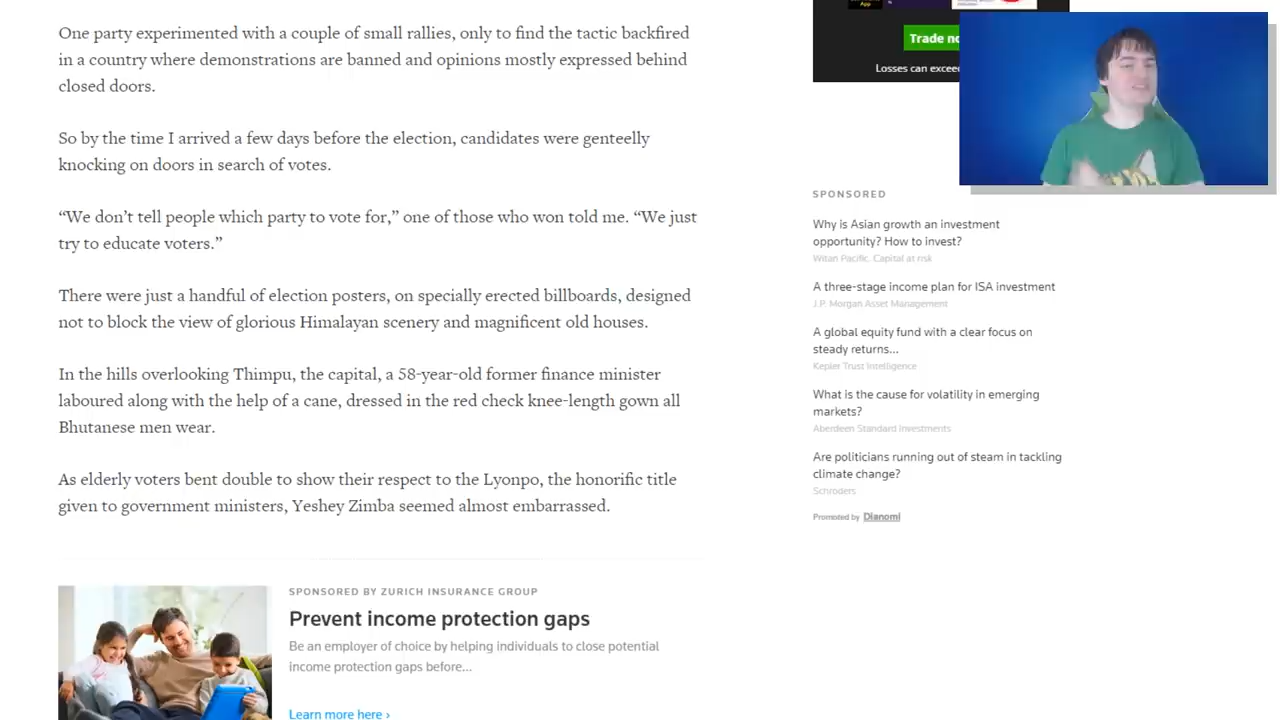 One party experimented with a couple of small rallies, only to find the tactic backfired
in a country where demonstrations are banned and opinions mostly expressed behind
closed doors.
So by the time I arrived a few days before the election, candidates were genteelly
knocking on doors in search of votes.
“We don’t tell people which party to vote for,” one of those who won told me. “We just
try to educate voters.”
There were just a handful of election posters, on specially erected billboards, designed
not to block the view of glorious Himalayan scenery and magnificent old houses.
In the hills overlooking Thimpu, the capital, a 58-year-old former finance minister
laboured along with the help of a cane, dressed in the red check knee-length gown all
Bhutanese men wear.
As elderly voters bent double to show their respect to the Lyonpo, the honorific title
given to government ministers, Yeshey Zimba seemed almost embarrassed.
SPONSORED BY ZURICH INSURANCE GROUP
Prevent income protection gaps
Be an employer of choice by helping individuals to close potential
income protection gaps before...
Learn more here ›
App
Trade
Losses can
SPONSORED
Why is Asian growth an investment
opportunity? How to invest?
Witan Pacific. Capital at risk
A three-stage income plan for ISA investment
J.P. Morgan Asset Management
A global equity fund with a clear focus on
steady returns...
Kepler Trust Intelligence
What is the cause for volatility in emerging
markets?
Aberdeen Standard Investments
Are politicians running out of steam in tackling
climate change?
Schroders
Promoted by Dianomi